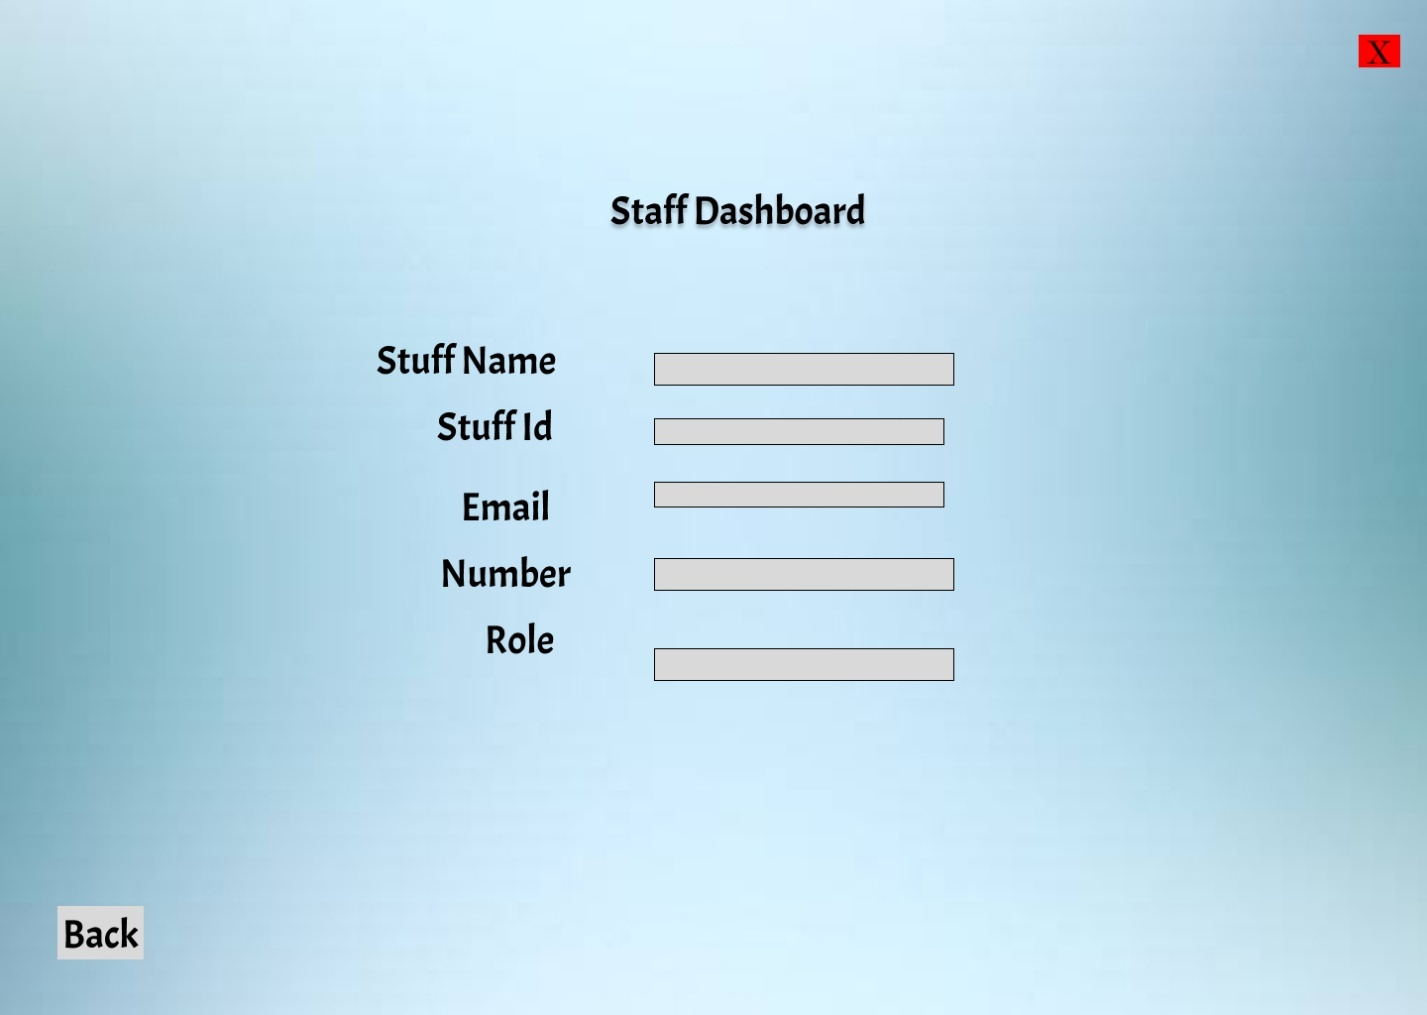 X
Staff Dashboard
Stuff Name
Stuff Id
Email
Number
Role
Back